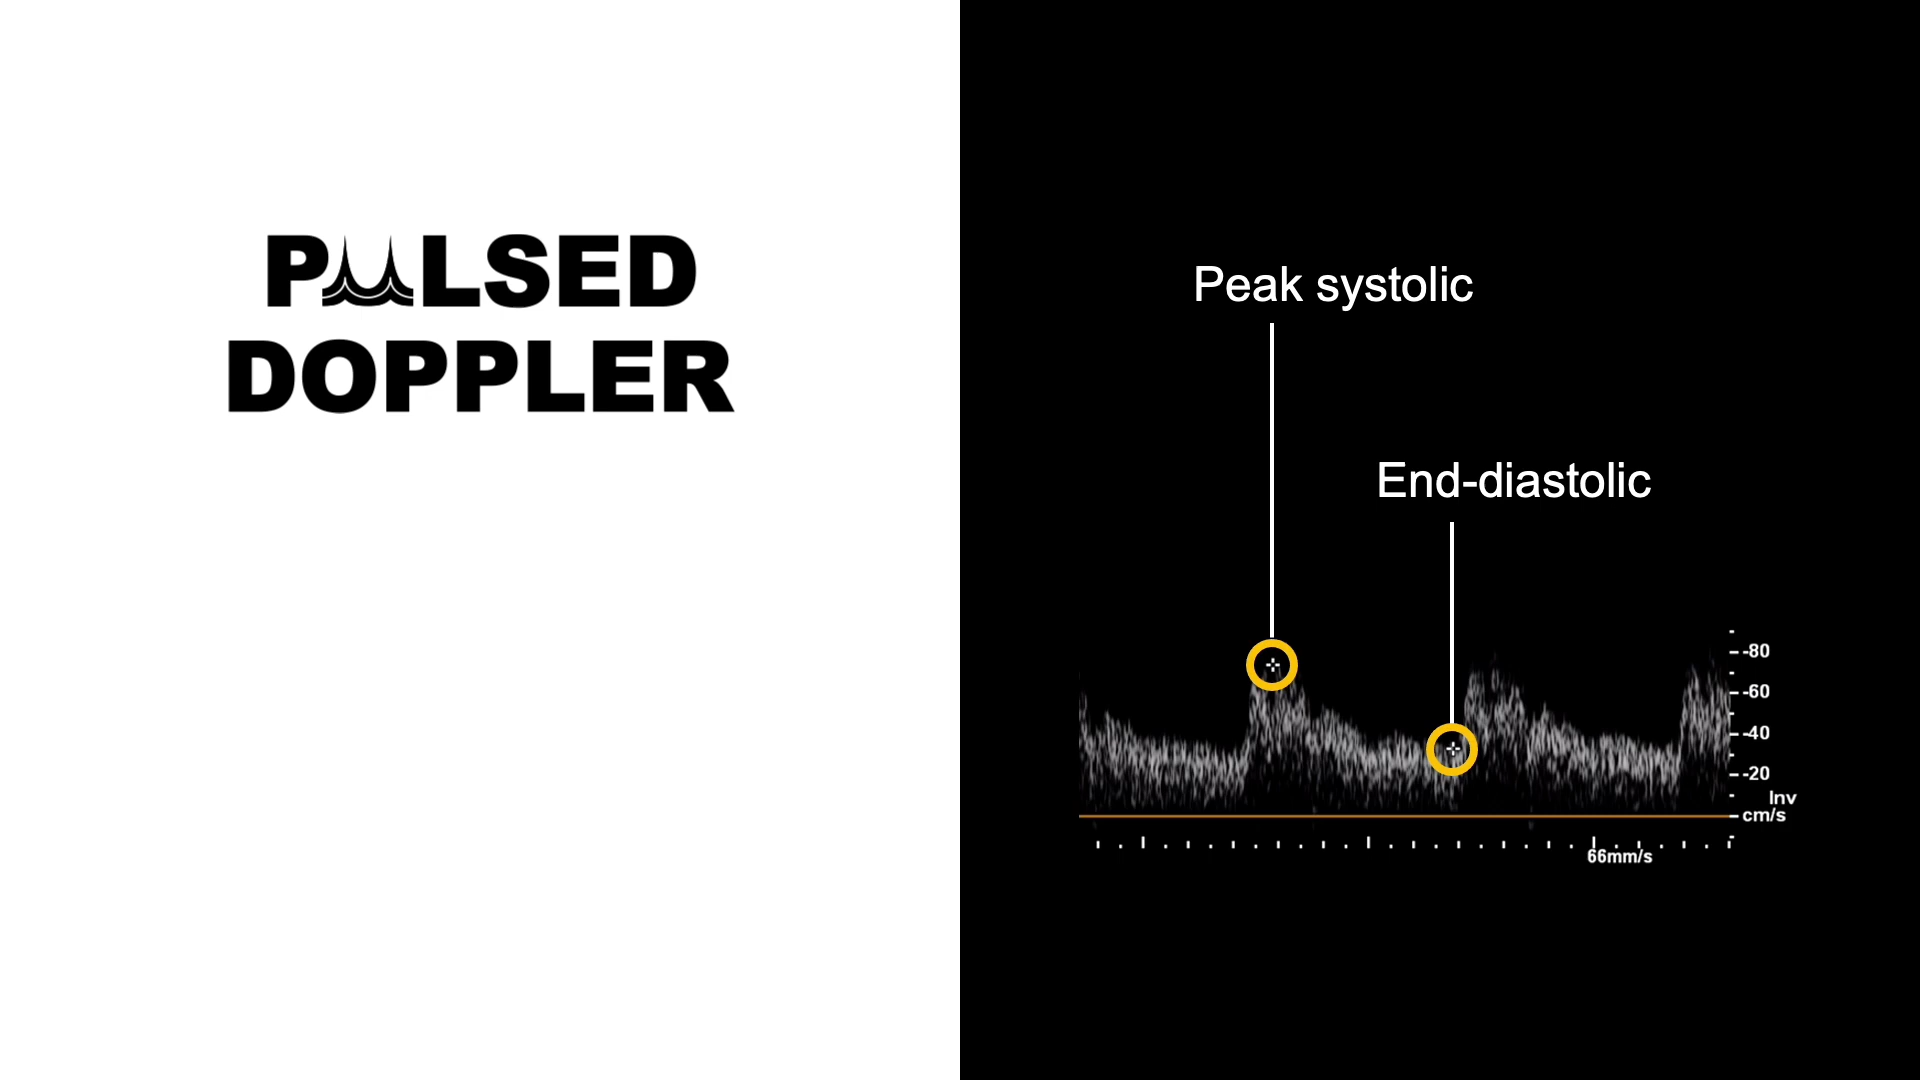 PULSED
DOPPLER
Peak systolic
End-diastolic
-80
-60
-40
-20
Inv
cm/s
66mm/s